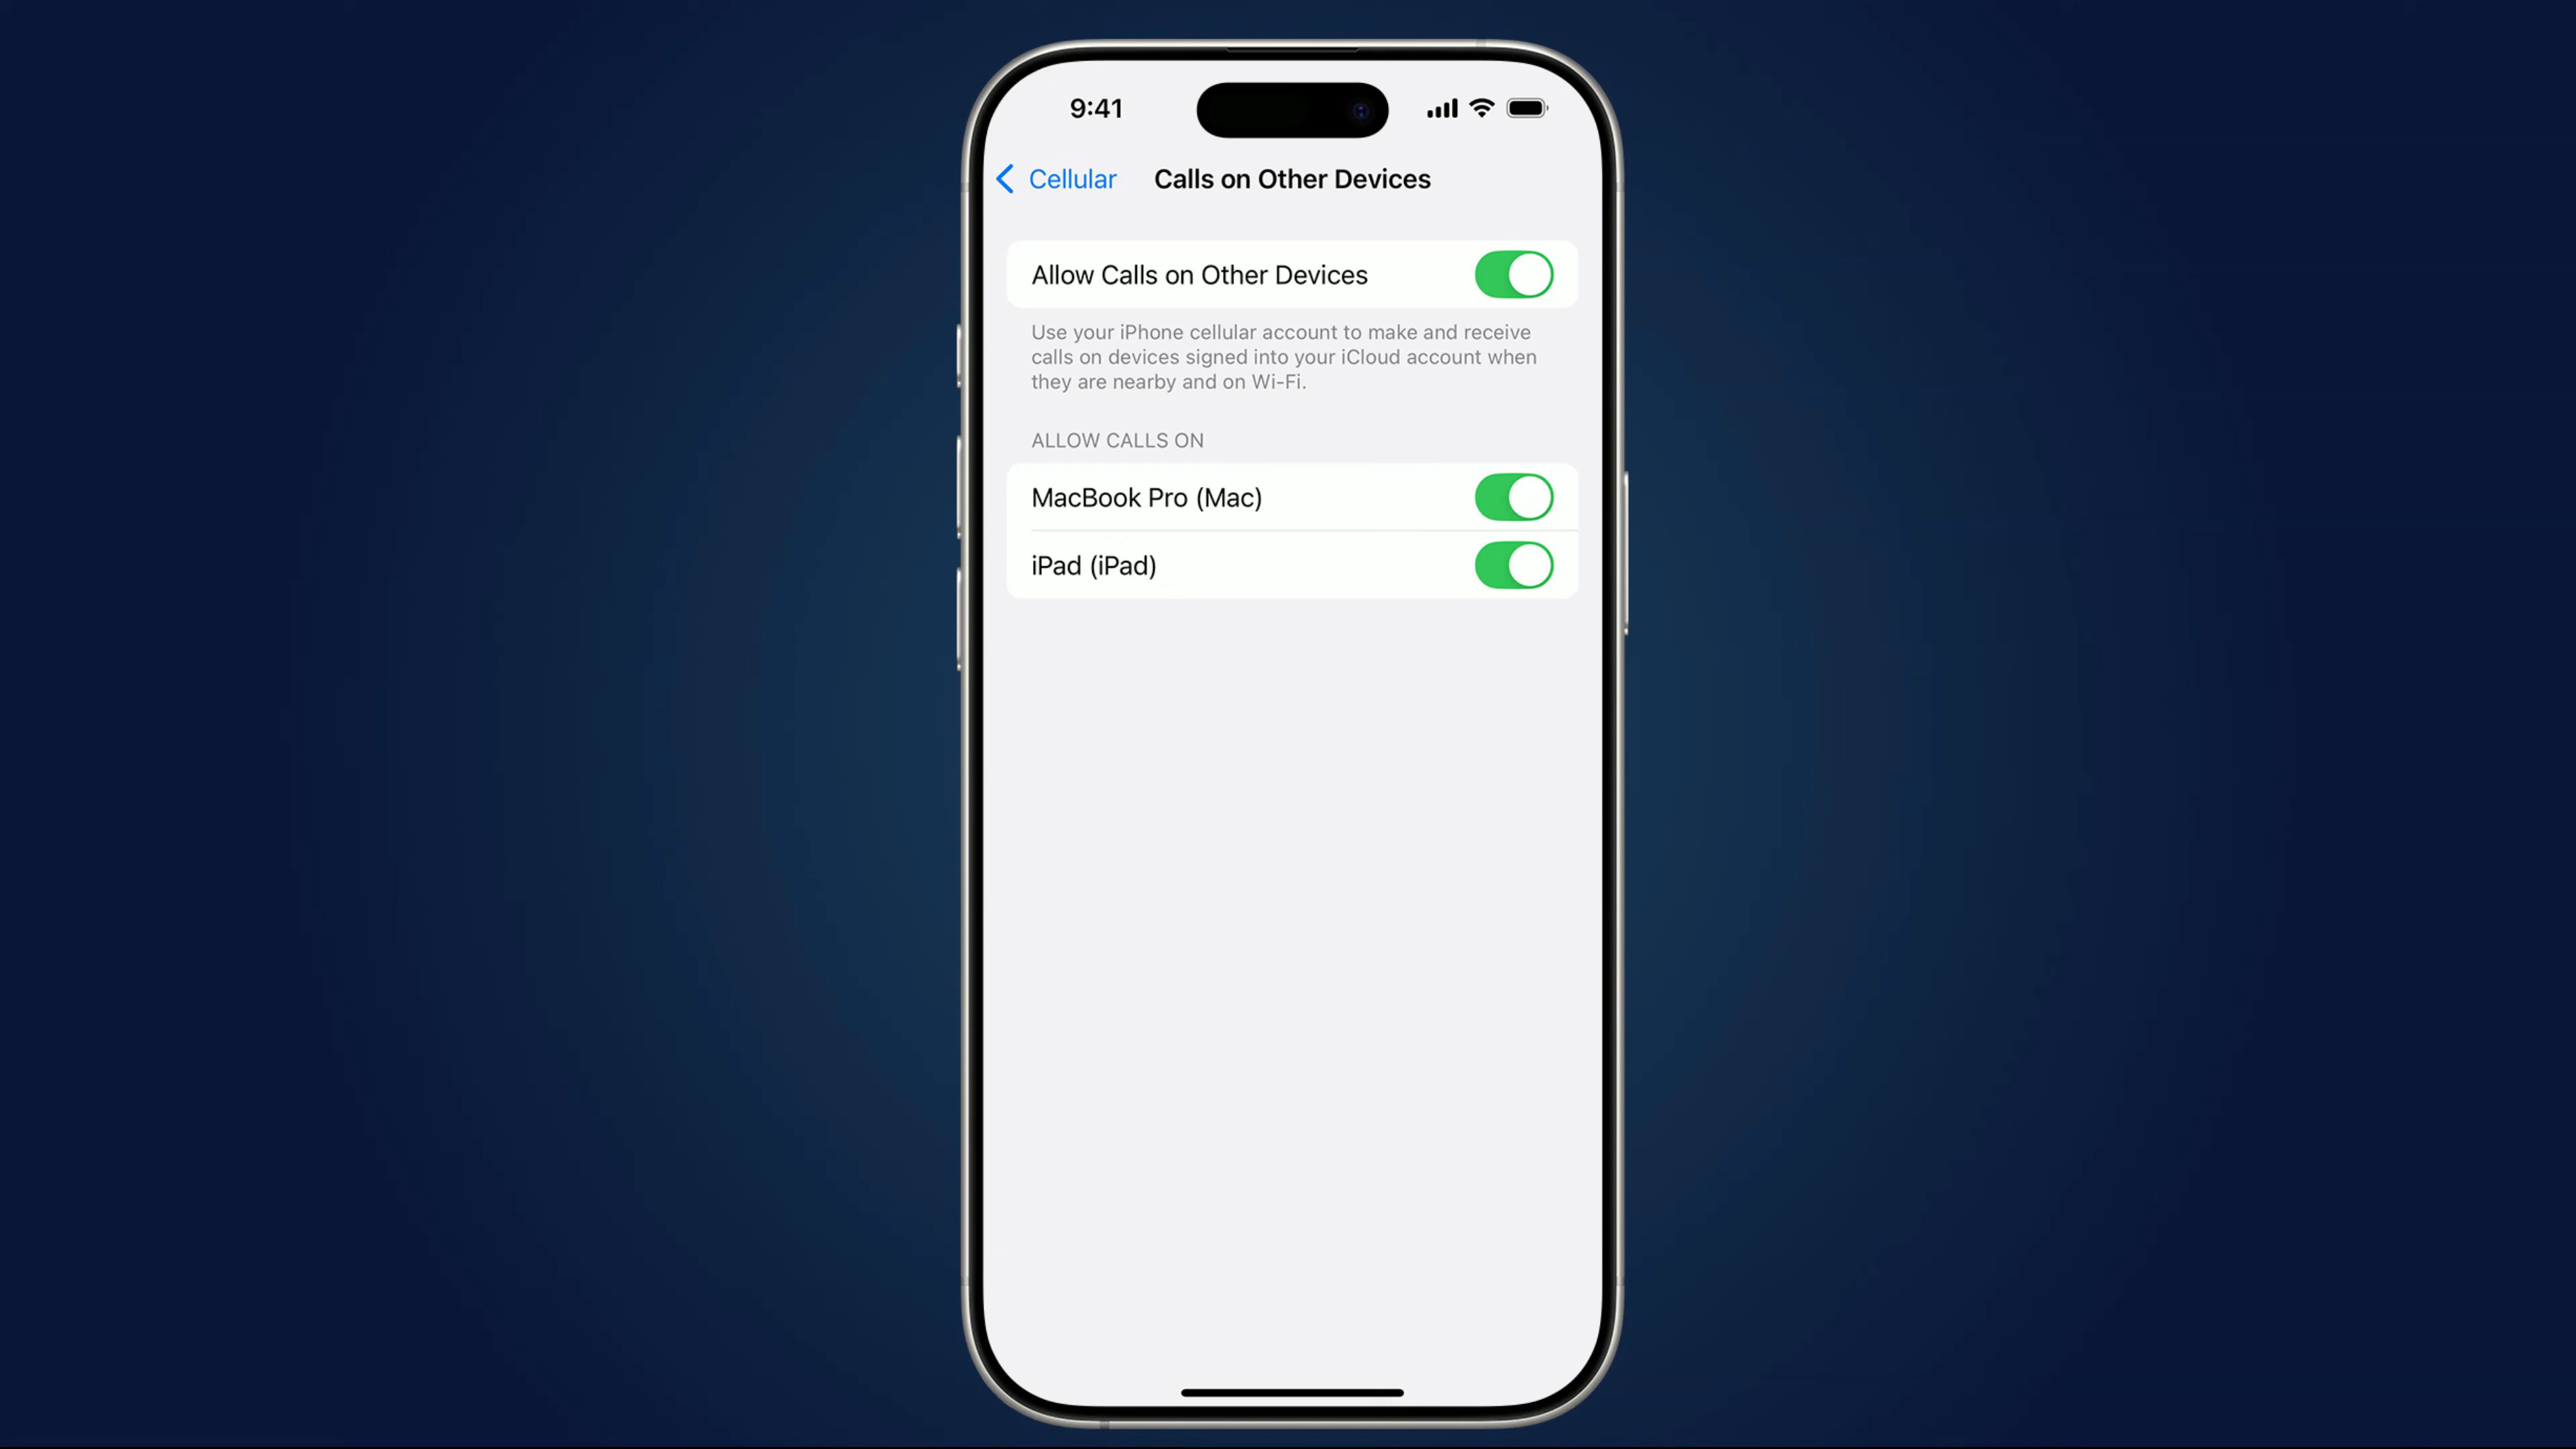 9:41
Cellular
Calls on Other Devices
Allow Calls on Other Devices
Use your iPhone cellular account to make and receive
calls on devices signed into your iCloud account when
they are nearby and on Wi-Fi.
ALLOW CALLS ON
MacBook Pro (Mac)
iPad (iPad)